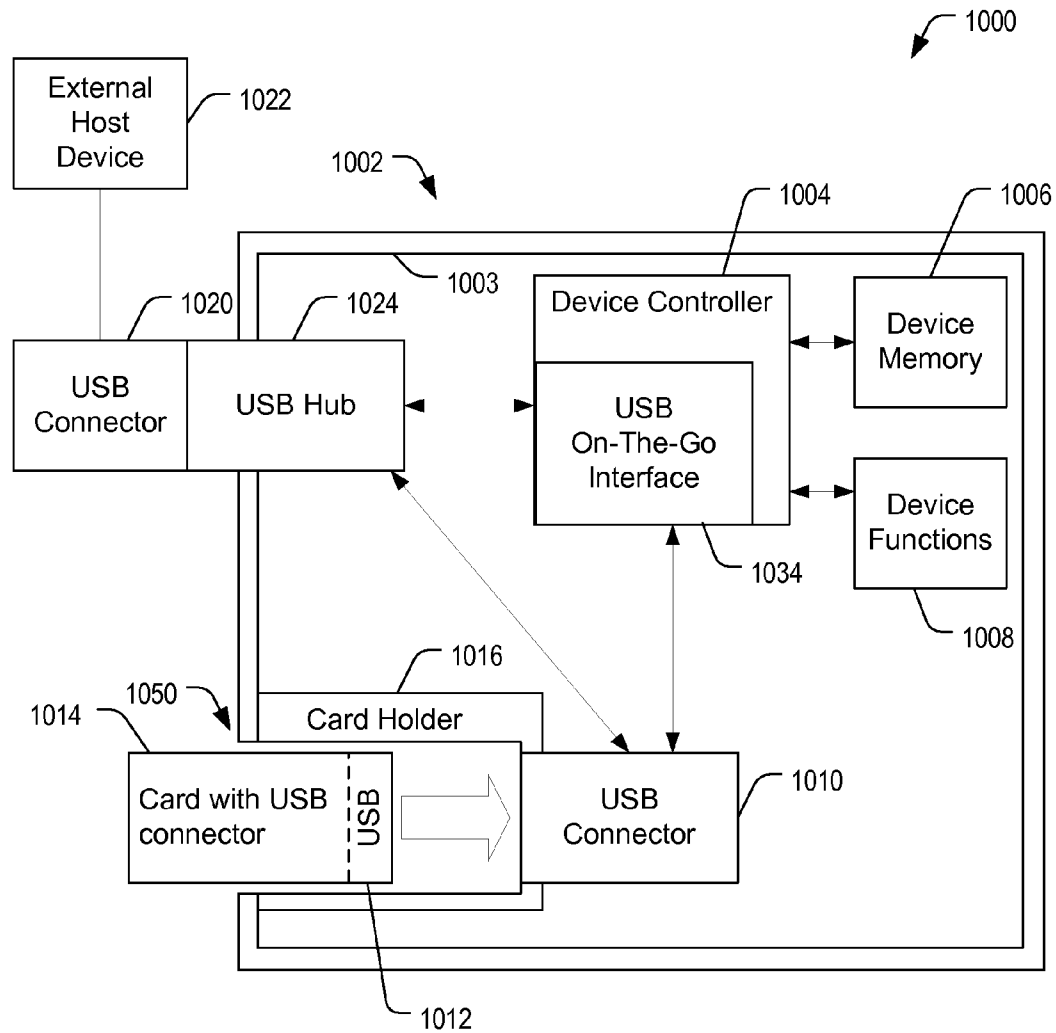 1000
External
Host
Device
1022
1002
1004
1006
1003
1020
1024
Device Controller
Device
Memory
USB
Connector
USB Hub
USB
On-The-Go
Interface
Device
Functions
1034
1008
1016
1050
1014
Card Holder
Card with USB
connector
USB
USB
Connector
1010
1012